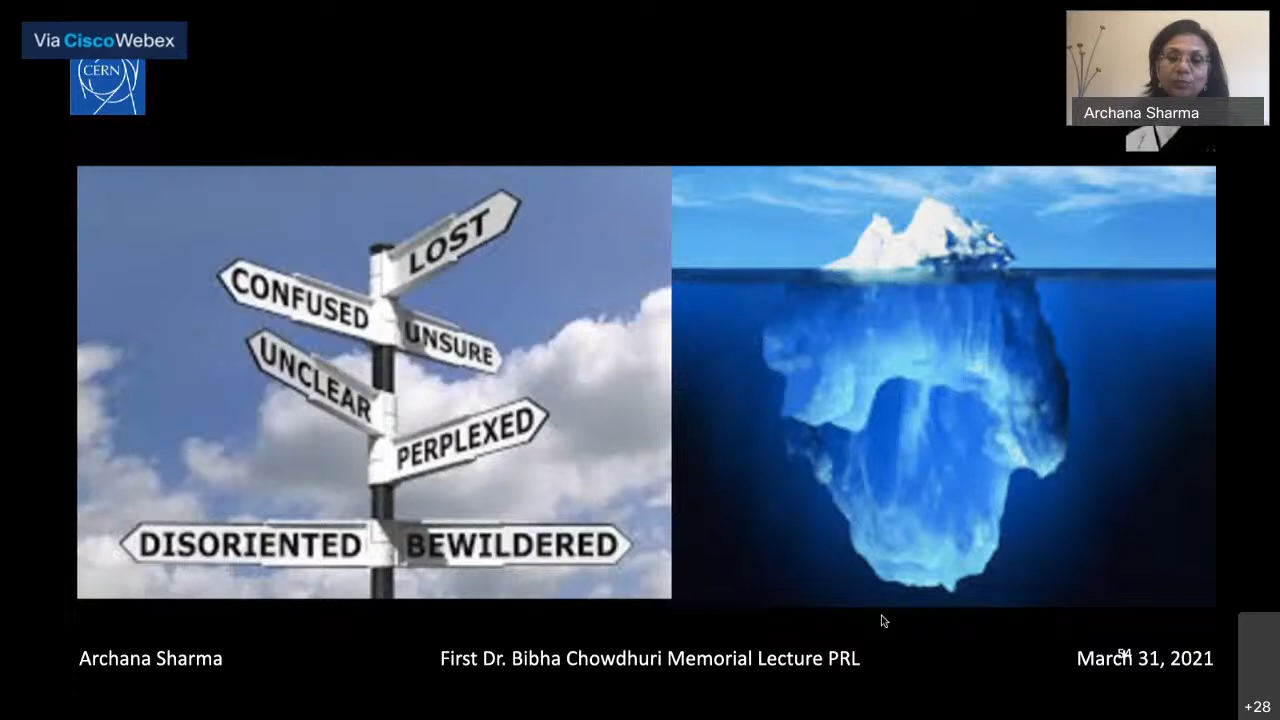 Via CiscoWebex
CERN
Archana Sharma
LOST
CONFUSED
UNSURE
UNCLEAR
PERPLEXED
DISORIENTED
BEWILDERED
Archana Sharma
First Dr. Bibha Chowdhuri Memorial Lecture PRL
March 31, 2021
+28